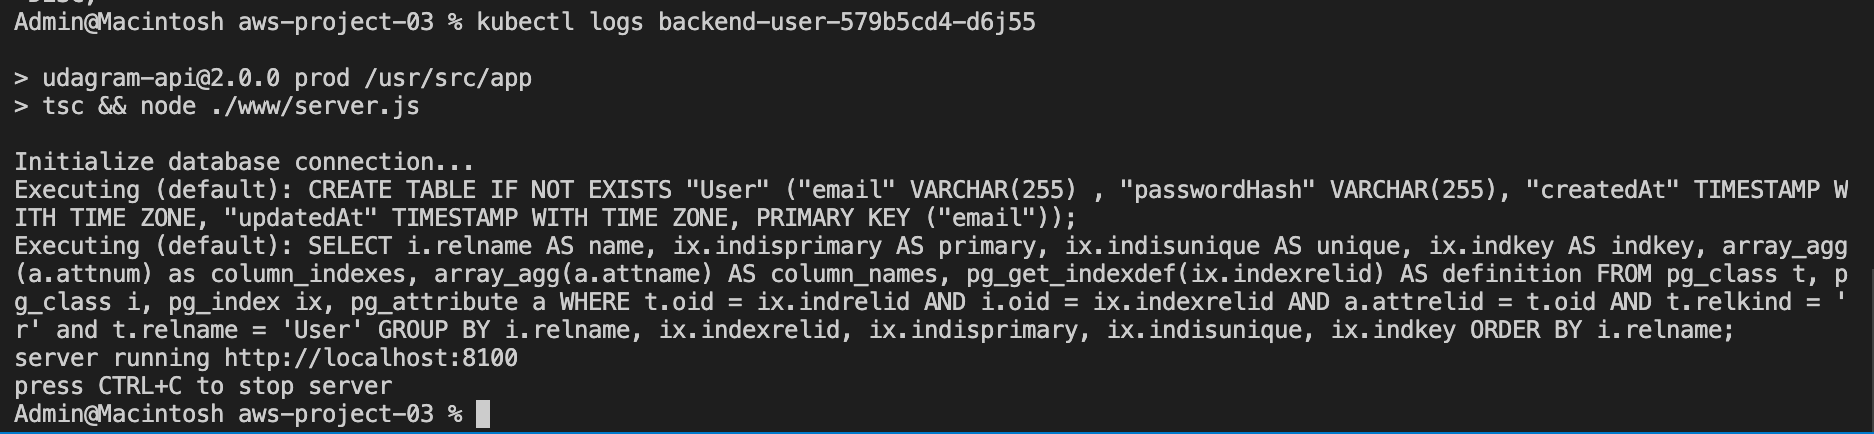 Admin@Macintosh aws-project-03 % kubectl logs backend-user-579b5cd4-d6j55
> udagram-api@2.0.0 prod /usr/src/app
> tsc && node ./www/server.js
Initialize database connection...
Executing (default): CREATE TABLE IF NOT EXISTS "User" ("email" VARCHAR(255) , "passwordHash" VARCHAR(255), "createdAt" TIMESTAMP W
ITH TIME ZONE, "updatedAt" TIMESTAMP WITH TIME ZONE, PRIMARY KEY ("email"));
Executing (default): SELECT i.relname AS name, ix.indisprimary AS primary, ix.indisunique AS unique, ix.indkey AS indkey, array_agg
(a.attnum) as column_indexes, array_agg(a.attname) AS column_names, pg_get_indexdef(ix.indexrelid) AS definition FROM pg_class t, p
g_class i, pg_index ix, pg_attribute a WHERE t.oid = ix.indrelid AND i.oid = ix.indexrelid AND a.attrelid = t.oid AND t.relkind = '
r' and t.relname = 'User' GROUP BY i.relname, ix.indexrelid, ix.indisprimary, ix.indisunique, ix.indkey ORDER BY i.relname;
server running http://localhost:8100
press CTRL+C to stop server
Admin@Macintosh aws-project-03 %